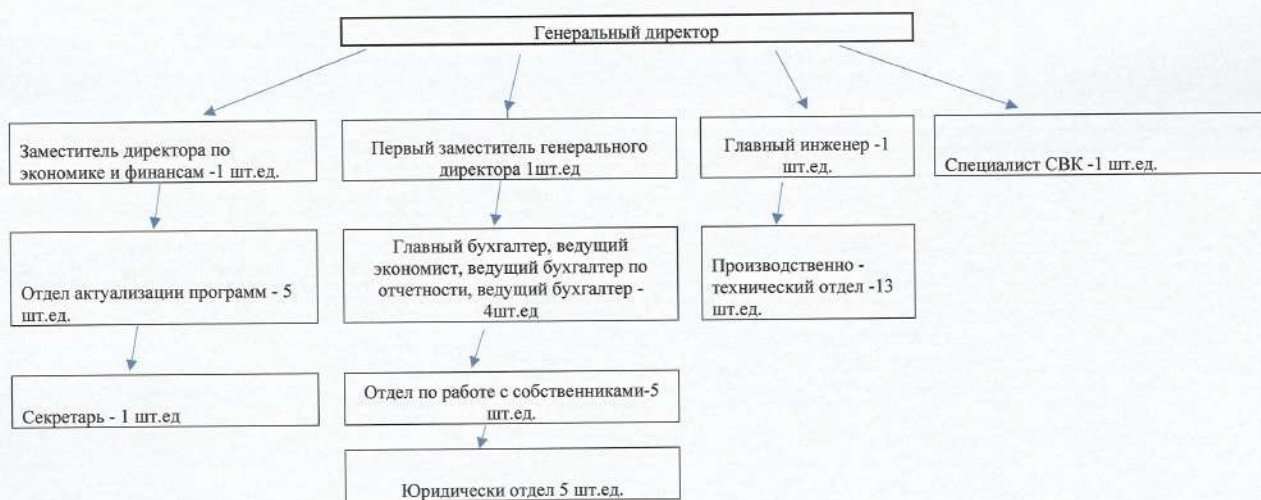 Генеральный директор
Заместитель директора по
экономике и финансам -1 шт.ед.
Первый заместитель генерального
директора 1шт.ед
Главный инженер -1
шт.ед.
Специалист СВК -1 шт.ед.
Отдел актуализации программ - 5
шт.ед.
Главный бухгалтер, ведущий
экономист, ведущий бухгалтер по
отчетности, ведущий бухгалтер -
4шт.ед
Производственно -
технический отдел -13
шт.ед.
Секретарь - 1 шт.ед
Отдел по работе с собственниками-5
шт.ед.
Юридически отдел 5 шт.ед.